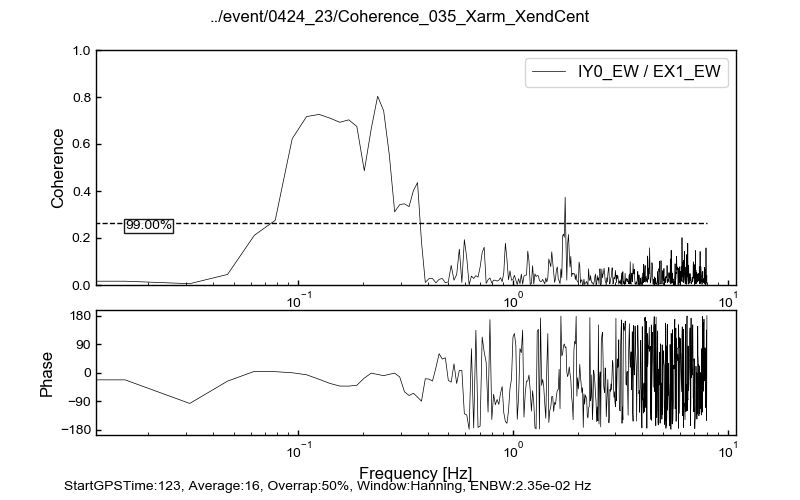 ../event/0424_23/Coherence_035_Xarm_XendCent
1.0
IY0_EW / EX1_EW
0.8
0.6
Coherence
0.4
99.00%
0.2
0.0
10⁻¹ 10⁰ 10¹
180
90
0
Phase
−90
−180
10⁻¹ 10⁰ 10¹
Frequency [Hz]
StartGPSTime:123, Average:16, Overrap:50%, Window:Hanning, ENBW:2.35e-02 Hz